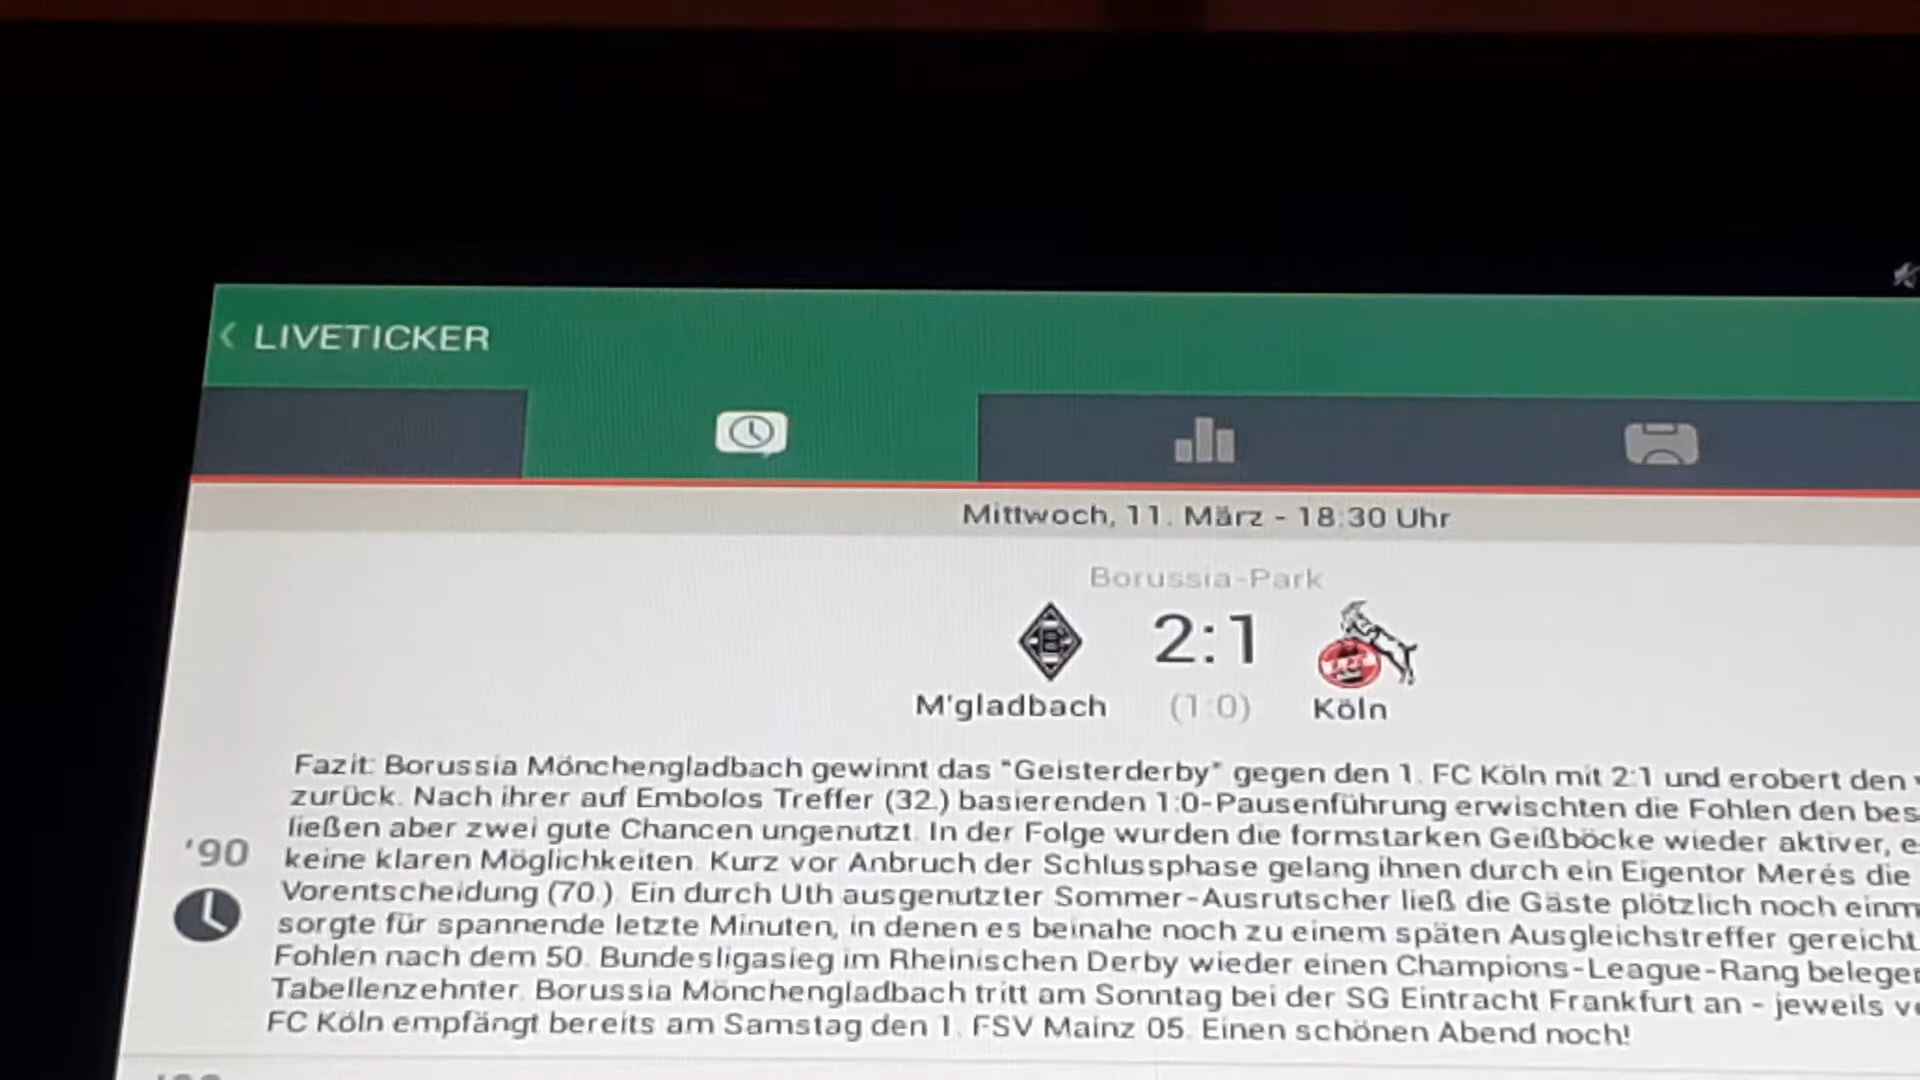 LIVETICKER
Mittwoch, 11. März - 18:30 Uhr
Borussia-Park
2:1
M'gladbach (1:0) Köln
Fazit: Borussia Mönchengladbach gewinnt das "Geisterderby" gegen den 1. FC Köln mit 2:1 und erobert den
zurück. Nach ihrer auf Embolos Treffer (32.) basierenden 1:0-Pausenführung erwischten die Fohlen den bes
ließen aber zwei gute Chancen ungenutzt. In der Folge wurden die formstarken Geißböcke wieder aktiver, e
'90
keine klaren Möglichkeiten. Kurz vor Anbruch der Schlussphase gelang ihnen durch ein Eigentor Merés die
Vorentscheidung (70.). Ein durch Uth ausgenutzter Sommer-Ausrutscher ließ die Gäste plötzlich noch einm
sorgte für spannende letzte Minuten, in denen es beinahe noch zu einem späten Ausgleichstreffer gereicht
Fohlen nach dem 50. Bundesligasieg im Rheinischen Derby wieder einen Champions-League-Rang belegen
Tabellenzehnter. Borussia Mönchengladbach tritt am Sonntag bei der SG Eintracht Frankfurt an - jeweils v
FC Köln empfängt bereits am Samstag den 1. FSV Mainz 05. Einen schönen Abend noch!